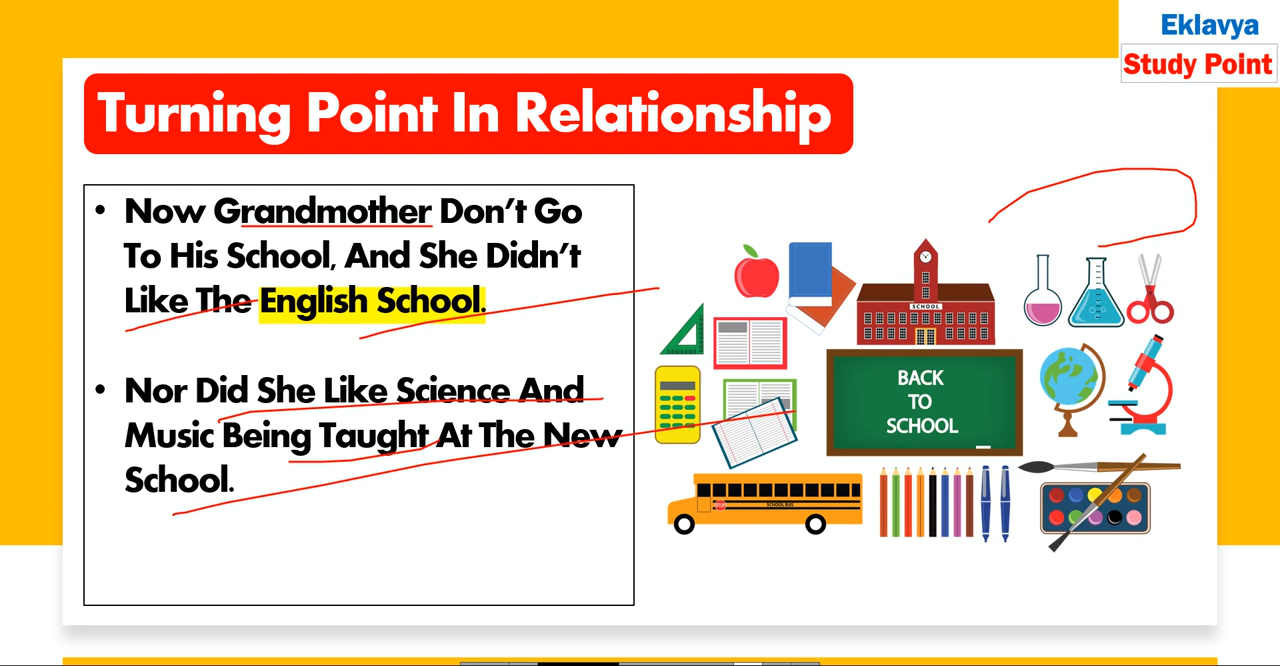 Eklavya
Study Point
Turning Point In Relationship
• Now Grandmother Don't Go
To His School, And She Didn't
Like The English School.
• Nor Did She Like Science And
Music Being Taught At The New
School.
SCHOOL
BACK
TO
SCHOOL
STOP
SCHOOL BUS